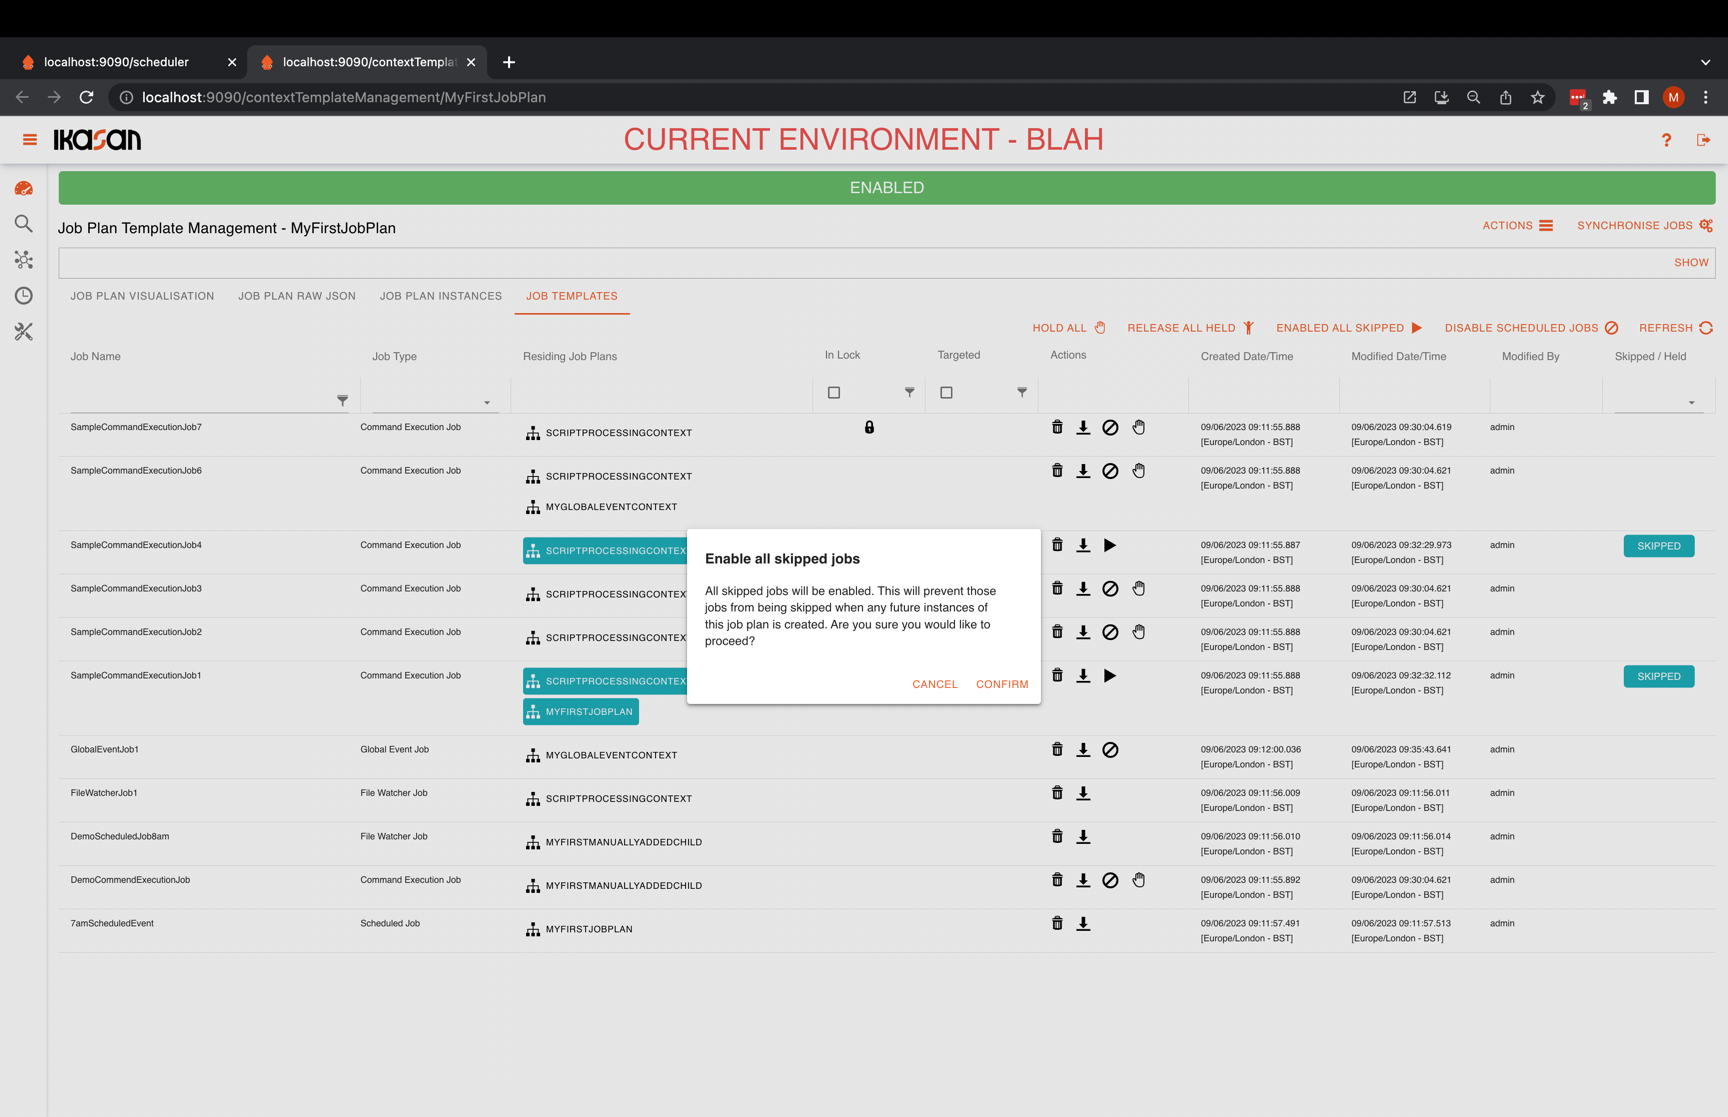 localhost:9090/scheduler
localhost:9090/contextTempla
localhost:9090/contextTemplateManagement/MyFirstJobPlan
2
M
IKASAN
CURRENT ENVIRONMENT - BLAH
?
ENABLED
Job Plan Template Management - MyFirstJobPlan
ACTIONS
SYNCHRONISE JOBS
SHOW
JOB PLAN VISUALISATION
JOB PLAN RAW JSON
JOB PLAN INSTANCES
JOB TEMPLATES
HOLD ALL
RELEASE ALL HELD
ENABLED ALL SKIPPED
DISABLE SCHEDULED JOBS
REFRESH
Job Name
Job Type
Residing Job Plans
In Lock
Targeted
Actions
Created Date/Time
Modified Date/Time
Modified By
Skipped / Held
SampleCommandExecutionJob7
Command Execution Job
SCRIPTPROCESSINGCONTEXT
09/06/2023 09:11:55.888
[Europe/London - BST]
09/06/2023 09:30:04.619
[Europe/London - BST]
admin
SampleCommandExecutionJob6
Command Execution Job
SCRIPTPROCESSINGCONTEXT
MYGLOBALEVENTCONTEXT
09/06/2023 09:11:55.888
[Europe/London - BST]
09/06/2023 09:30:04.621
[Europe/London - BST]
admin
SampleCommandExecutionJob4
Command Execution Job
SCRIPTPROCESSINGCONTEX
09/06/2023 09:11:55.887
[Europe/London - BST]
09/06/2023 09:32:29.973
[Europe/London - BST]
admin
SKIPPED
SampleCommandExecutionJob3
Command Execution Job
SCRIPTPROCESSINGCONTEX
09/06/2023 09:11:55.888
[Europe/London - BST]
09/06/2023 09:30:04.621
[Europe/London - BST]
admin
SampleCommandExecutionJob2
Command Execution Job
SCRIPTPROCESSINGCONTEX
09/06/2023 09:11:55.888
[Europe/London - BST]
09/06/2023 09:30:04.621
[Europe/London - BST]
admin
SampleCommandExecutionJob1
Command Execution Job
SCRIPTPROCESSINGCONTEX
MYFIRSTJOBPLAN
09/06/2023 09:11:55.888
[Europe/London - BST]
09/06/2023 09:32:32.112
[Europe/London - BST]
admin
SKIPPED
GlobalEventJob1
Global Event Job
MYGLOBALEVENTCONTEXT
09/06/2023 09:12:00.036
[Europe/London - BST]
09/06/2023 09:35:43.641
[Europe/London - BST]
admin
FileWatcherJob1
File Watcher Job
SCRIPTPROCESSINGCONTEXT
09/06/2023 09:11:56.009
[Europe/London - BST]
09/06/2023 09:11:56.011
[Europe/London - BST]
admin
DemoScheduledJob8am
File Watcher Job
MYFIRSTMANUALLYADDEDCHILD
09/06/2023 09:11:56.010
[Europe/London - BST]
09/06/2023 09:11:56.014
[Europe/London - BST]
admin
DemoCommendExecutionJob
Command Execution Job
MYFIRSTMANUALLYADDEDCHILD
09/06/2023 09:11:55.892
[Europe/London - BST]
09/06/2023 09:30:04.621
[Europe/London - BST]
admin
7amScheduledEvent
Scheduled Job
MYFIRSTJOBPLAN
09/06/2023 09:11:57.491
[Europe/London - BST]
09/06/2023 09:11:57.513
[Europe/London - BST]
admin
Enable all skipped jobs
All skipped jobs will be enabled. This will prevent those
jobs from being skipped when any future instances of
this job plan is created. Are you sure you would like to
proceed?
CANCEL
CONFIRM